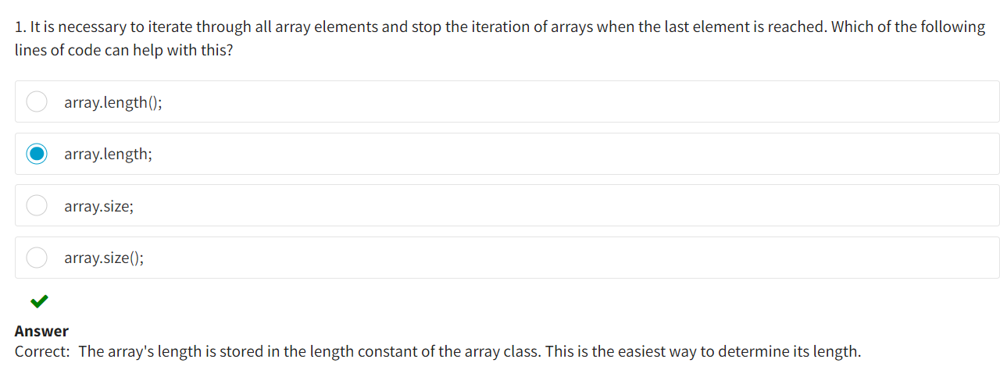 1. It is necessary to iterate through all array elements and stop the iteration of arrays when the last element is reached. Which of the following
lines of code can help with this?
array.length();
array.length;
array.size;
array.size();
Answer
Correct: The array's length is stored in the length constant of the array class. This is the easiest way to determine its length.